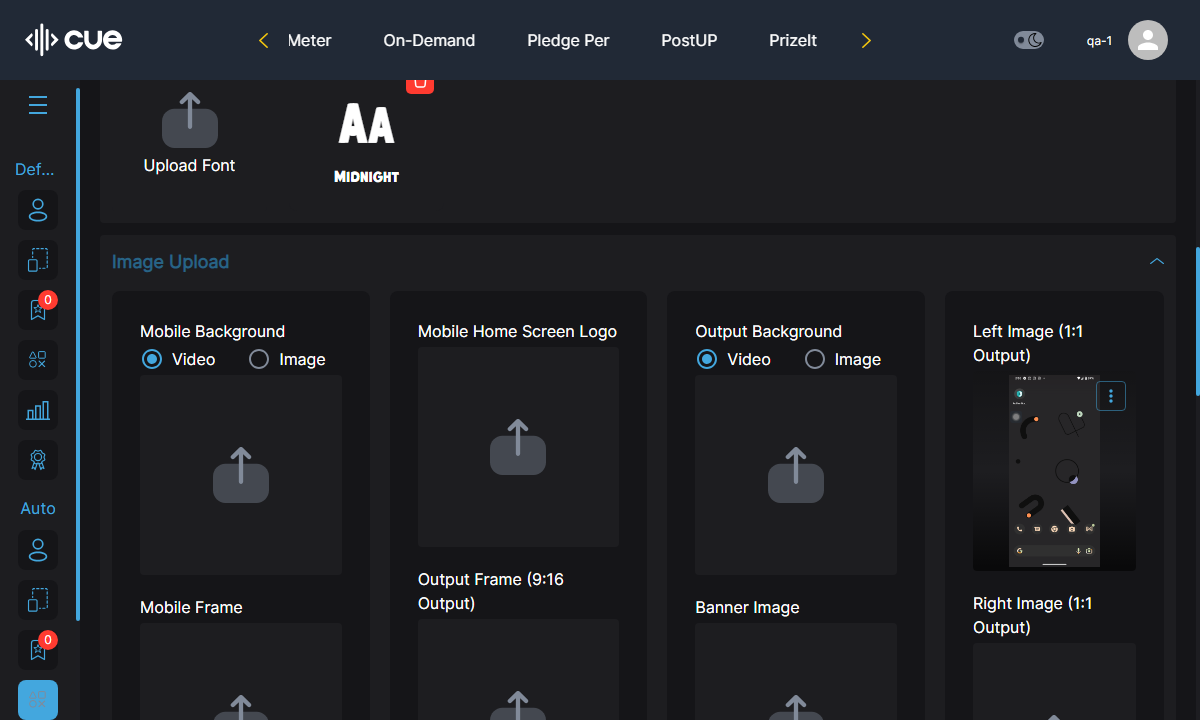 cue
Meter
On-Demand
Pledge Per
PostUP
PrizeIt
qa-1
Def...
0
Auto
0
Upload Font
AA
MIDNIGHT
Image Upload
Mobile Background
Video
Image
Mobile Frame
Mobile Home Screen Logo
Output Frame (9:16
Output)
Output Background
Video
Image
Banner Image
Left Image (1:1
Output)
Right Image (1:1
Output)